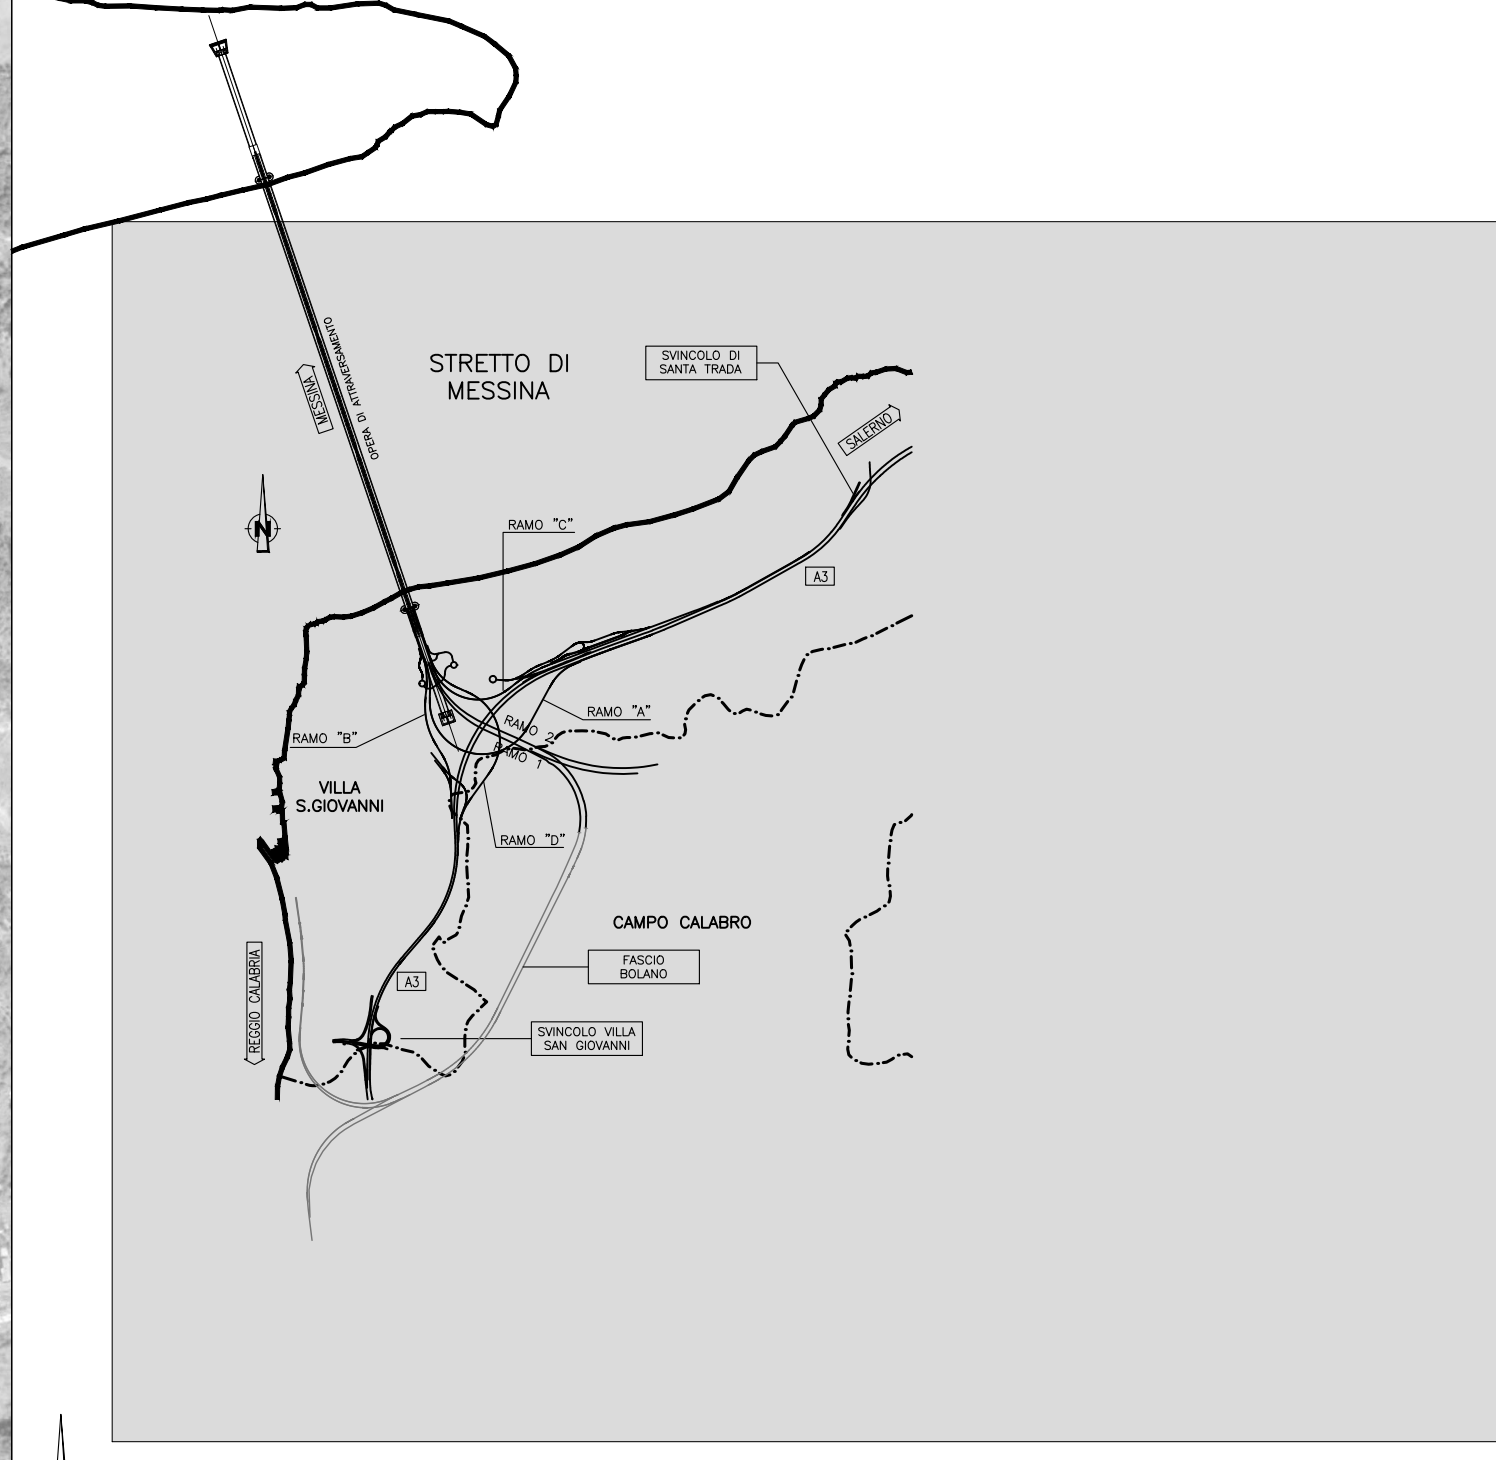 OPERA DI ATTRAVERSAMENTO
MESSINA
STRETTO DI
MESSINA
SVINCOLO DI
SANTA TRADA
SALERNO
N
RAMO "C"
A3
RAMO "A"
RAMO 2
RAMO "B"
RAMO 1
VILLA
S.GIOVANNI
RAMO "D"
CAMPO CALABRO
FASCIO
BOLANO
A3
REGGIO CALABRIA
SVINCOLO VILLA
SAN GIOVANNI